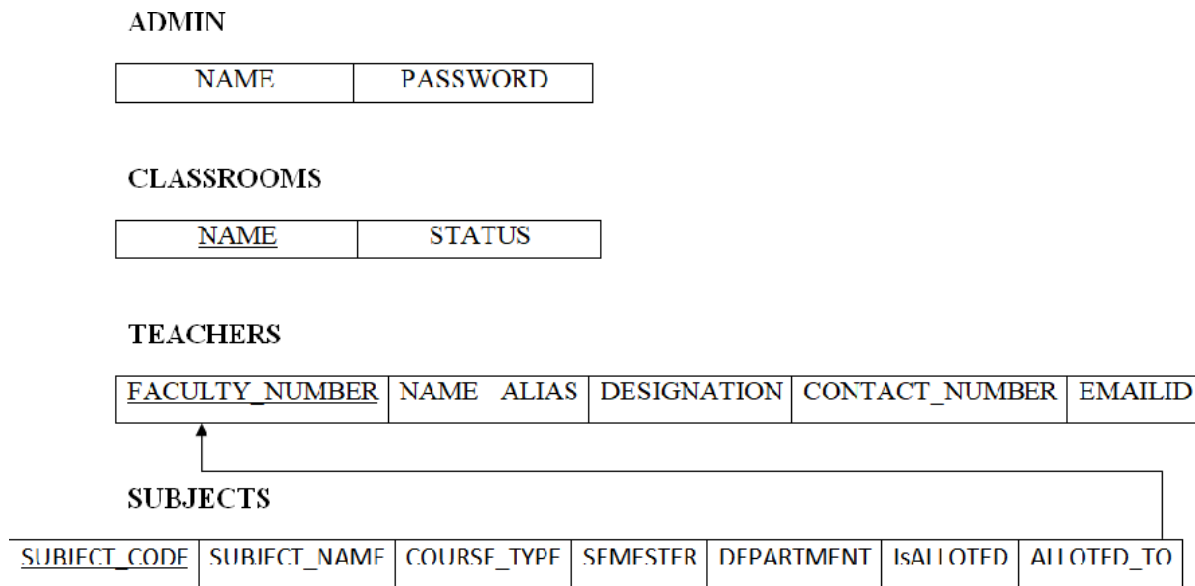 ADMIN
NAME PASSWORD
CLASSROOMS
NAME STATUS
TEACHERS
FACULTY_NUMBER NAME ALIAS DESIGNATION CONTACT_NUMBER EMAILID
SUBJECTS
SUBJECT_CODE SUBJECT_NAME COURSE_TYPE SEMESTER DEPARTMENT IsALLOTED ALLOTED_TO